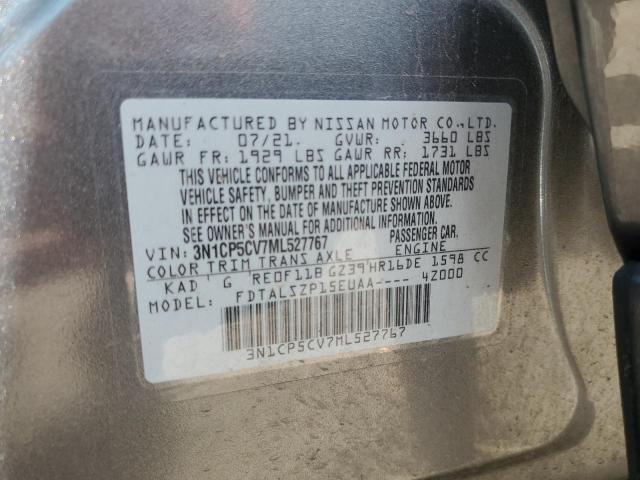 MANUFACTURED BY NISSAN MOTOR CO.,LTD.
DATE: 07/21. GVWR: 3660 LBS
GAWR FR: 1929 LBS GAWR RR: 1731 LBS
THIS VEHICLE CONFORMS TO ALL APPLICABLE FEDERAL MOTOR
VEHICLE SAFETY, BUMPER AND THEFT PREVENTION STANDARDS
IN EFFECT ON THE DATE OF MANUFACTURE SHOWN ABOVE.
SEE OWNER'S MANUAL FOR ADDITIONAL INFORMATION.
VIN: 3N1CP5CV7ML527767 PASSENGER CAR.
COLOR TRIM TRANS AXLE ENGINE
KAD G RE0F11B GZ39 HR16DE 1598 CC
MODEL: FDTALSZP15EUAA---- 4Z000
3N1CP5CV7ML527767